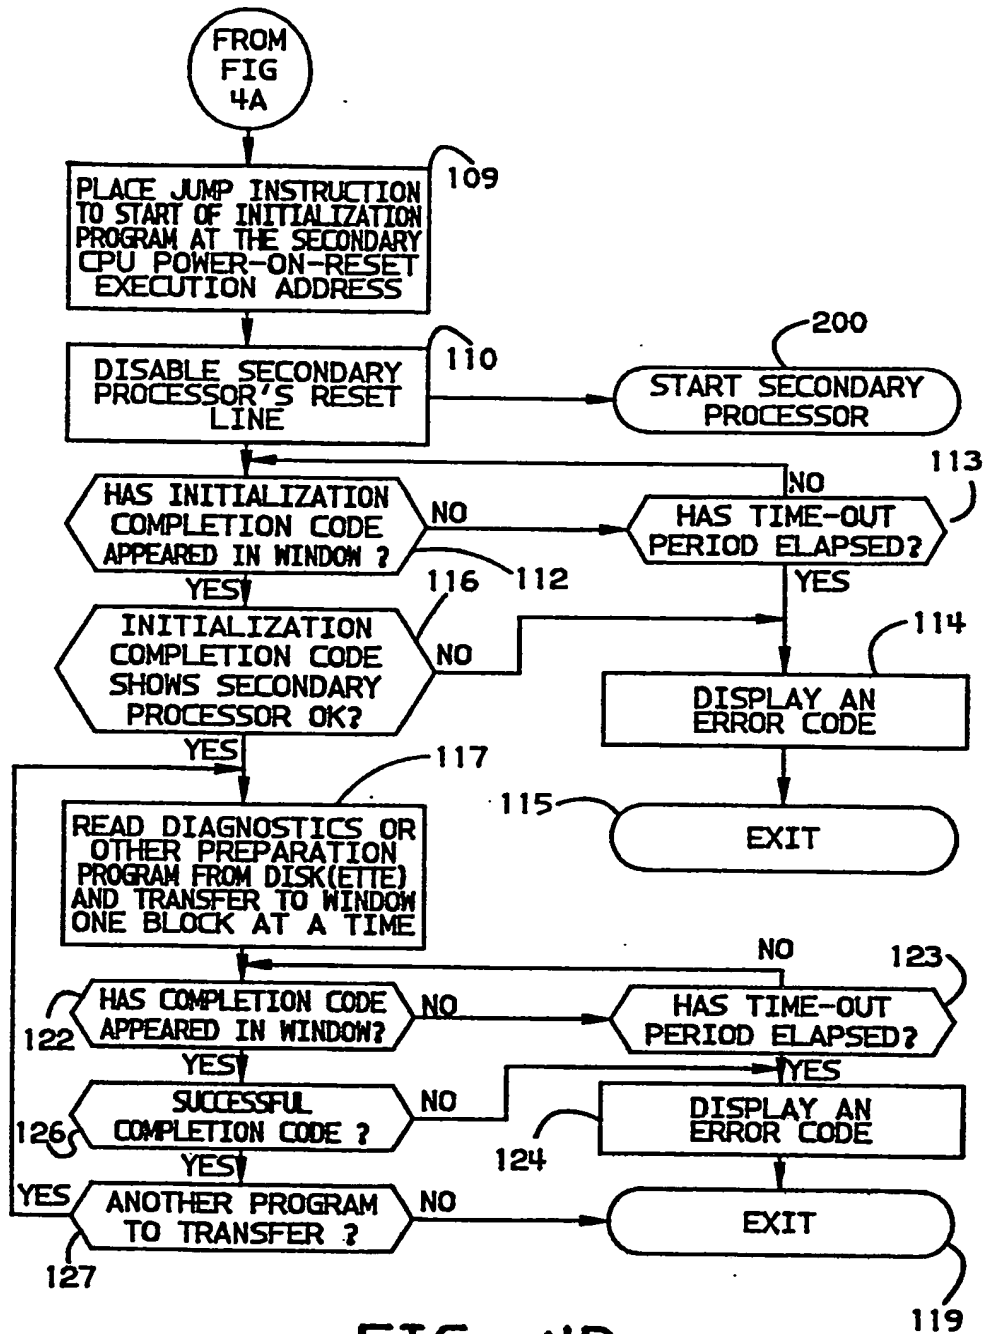 FROM
FIG
4A
109
PLACE JUMP INSTRUCTION
TO START OF INITIALIZATION
PROGRAM AT THE SECONDARY
CPU POWER-ON-RESET
EXECUTION ADDRESS
110
DISABLE SECONDARY
PROCESSOR'S RESET
LINE
200
START SECONDARY
PROCESSOR
113
NO
HAS INITIALIZATION
COMPLETION CODE
APPEARED IN WINDOW ?
NO
HAS TIME-OUT
PERIOD ELAPSED?
112
YES
116
YES
INITIALIZATION
COMPLETION CODE
SHOWS SECONDARY
PROCESSOR OK?
NO
114
DISPLAY AN
ERROR CODE
YES
117
115
EXIT
READ DIAGNOSTICS OR
OTHER PREPARATION
PROGRAM FROM DISK(ETTE)
AND TRANSFER TO WINDOW
ONE BLOCK AT A TIME
NO
123
HAS COMPLETION CODE
APPEARED IN WINDOW?
122
NO
HAS TIME-OUT
PERIOD ELAPSED?
YES
YES
SUCCESSFUL
COMPLETION CODE ?
126
NO
DISPLAY AN
ERROR CODE
124
YES
YES
ANOTHER PROGRAM
TO TRANSFER ?
NO
EXIT
127
119